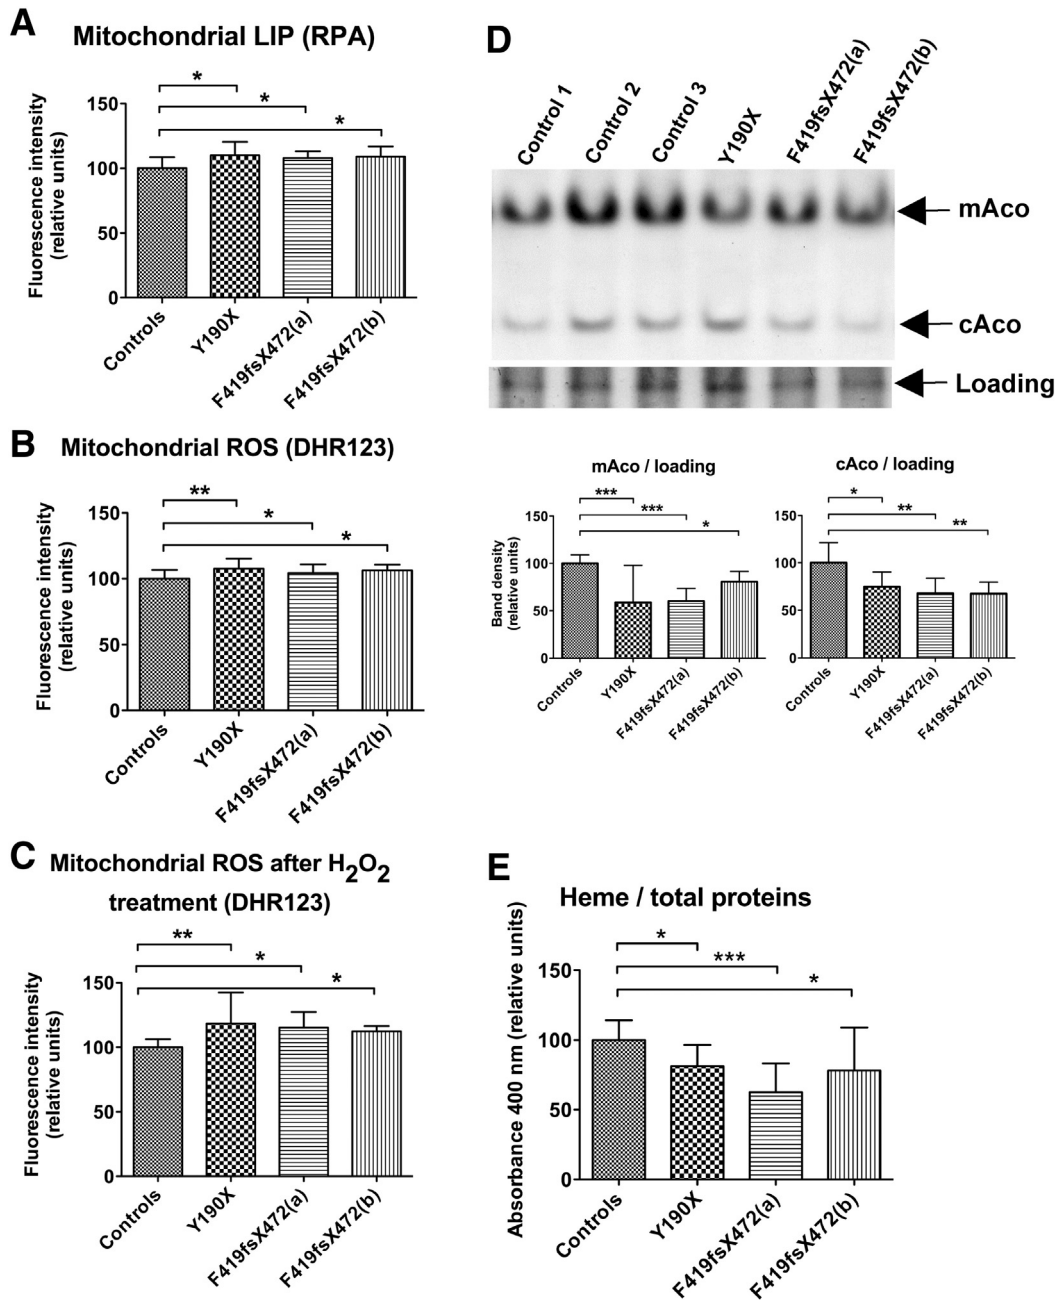 A
Mitochondrial LIP (RPA)
Fluorescence intensity
(relative units)
*
*
*
150
100
50
0
Controls
Y190X
F419fsX472(a)
F419fsX472(b)
B
Mitochondrial ROS (DHR123)
Fluorescence intensity
(relative units)
**
*
*
150
100
50
0
Controls
Y190X
F419fsX472(a)
F419fsX472(b)
C
Mitochondrial ROS after H2O2
treatment (DHR123)
Fluorescence intensity
(relative units)
**
*
*
150
100
50
0
Controls
Y190X
F419fsX472(a)
F419fsX472(b)
D
Control 1
Control 2
Control 3
Y190X
F419fsX472(a)
F419fsX472(b)
mAco
cAco
Loading
mAco / loading
Band density
(relative units)
***
***
*
150
100
50
0
Controls
Y190X
F419fsX472(a)
F419fsX472(b)
cAco / loading
*
**
**
150
100
50
0
Controls
Y190X
F419fsX472(a)
F419fsX472(b)
E
Heme / total proteins
Absorbance 400 nm (relative units)
*
***
*
150
100
50
0
Controls
Y190X
F419fsX472(a)
F419fsX472(b)